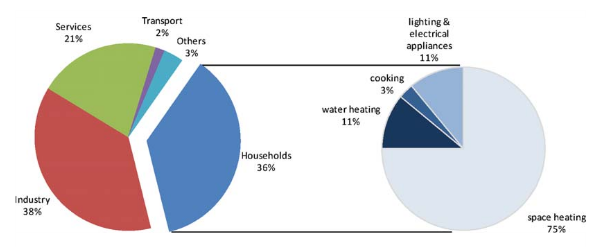 Services
21%
Transport
2%
Others
3%
Households
36%
Industry
38%
lighting &
electrical
appliances
11%
cooking
3%
water heating
11%
space heating
75%